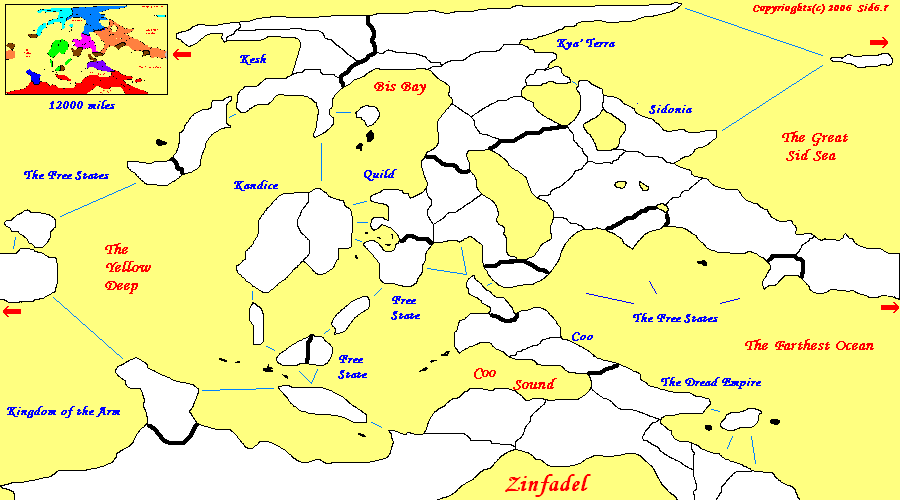 Copyrieghts(c) 2006 Sid6.7
Kya' Terra
Kesh
Bis Bay
12000 miles
Sidonia
The Great
Sid Sea
The Free States
Kandice
Quild
The
Yellow
Deep
Free
State
The Free States
Coo
The Farthest Ocean
Free
State
Coo
Sound
The Dread Empire
Kingdom of the Arm
Zinfadel